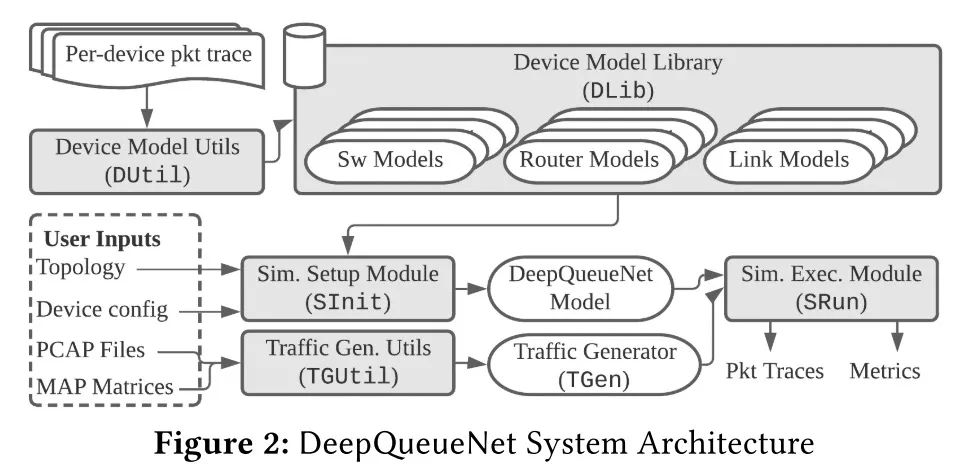 Per-device pkt trace
Device Model Library
(DLib)
Device Model Utils
(DUtil)
Sw Models
Router Models
Link Models
User Inputs
Topology
Device config
PCAP Files
MAP Matrices
Sim. Setup Module
(SInit)
DeepQueueNet
Model
Sim. Exec. Module
(SRun)
Traffic Gen. Utils
(TGUtil)
Traffic Generator
(TGen)
Pkt Traces
Metrics
Figure 2: DeepQueueNet System Architecture